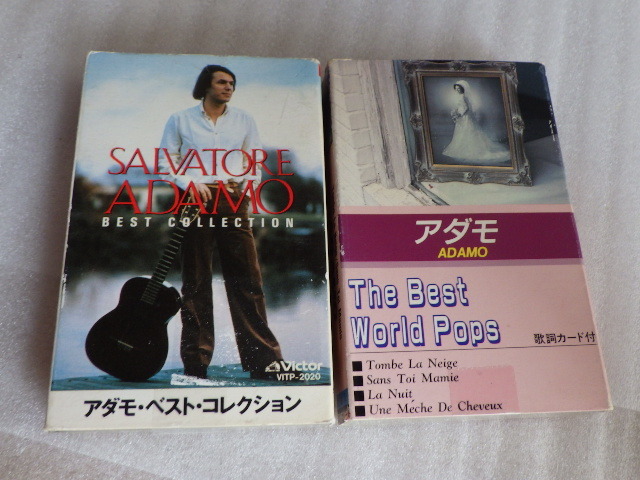 SALVATORE
ADAMO
BEST COLLECTION
Victor
VITP-2020
アダモ・ベスト・コレクション
アダモ
ADAMO
The Best
World Pops
歌詞カード付
■ Tombe La Neige
■ Sans Toi Mamie
■ La Nuit
■ Une Méche De Cheveux